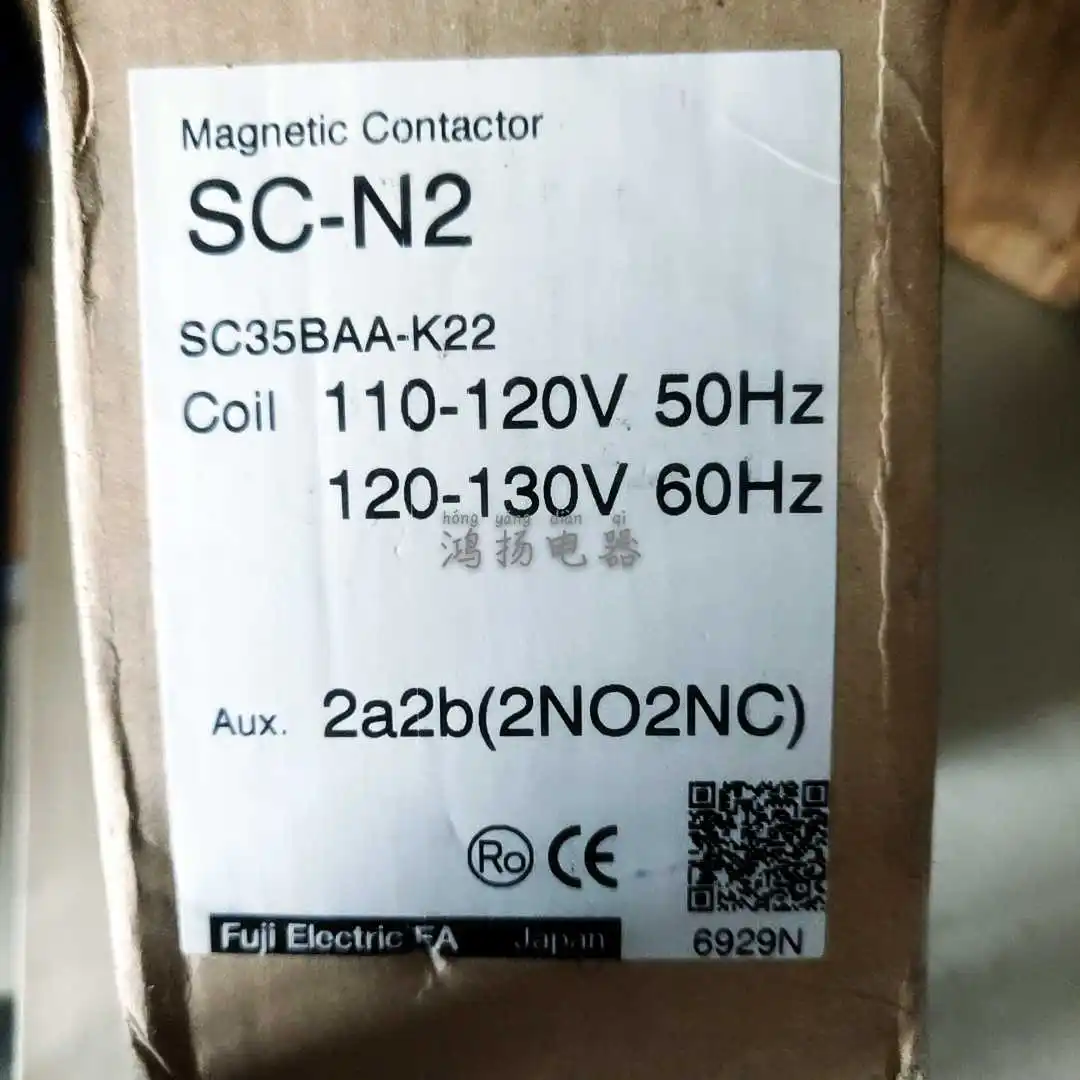 Magnetic Contactor
SC-N2
SC35BAA-K22
Coil 110-120V 50Hz
120-130V 60Hz
hóng yáng diàn qì
鸿扬电器
Aux. 2a2b(2NO2NC)
Ro CE
Fuji Electric FA Japan
6929N